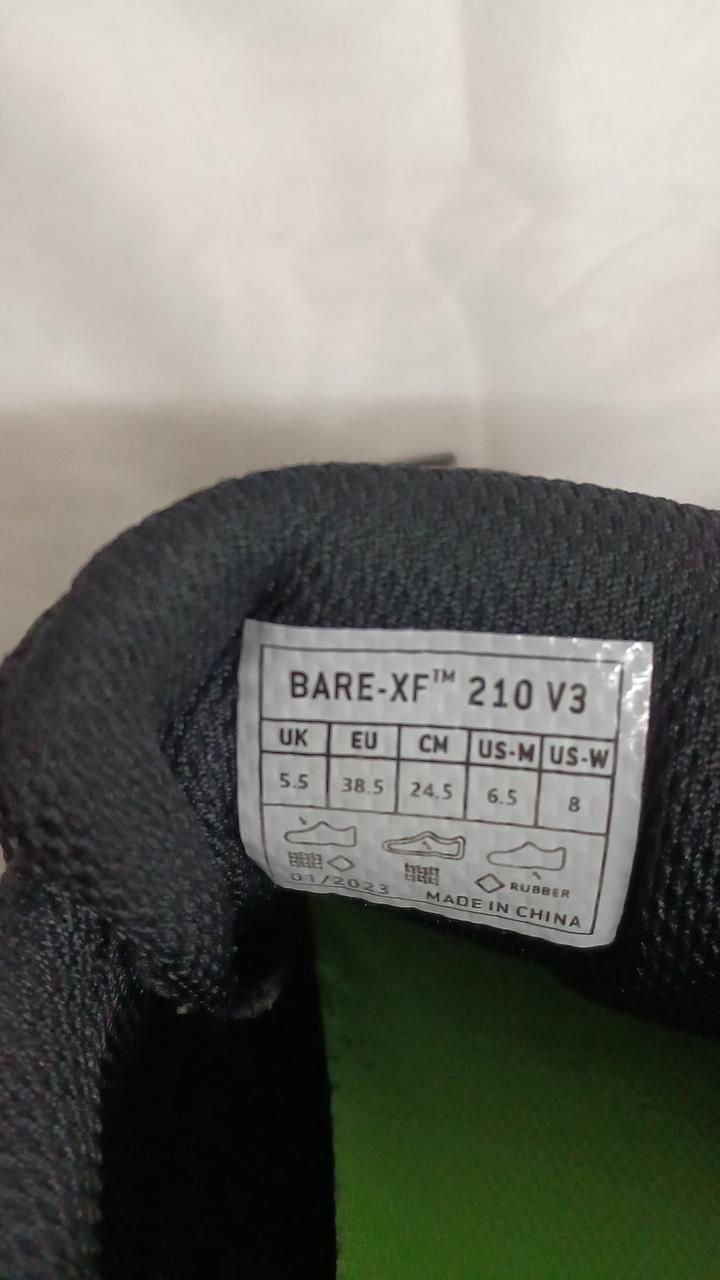 BARE-XF™ 210 V3
UK EU CM US-M US-W
5.5 38.5 24.5 6.5 8
RUBBER
01/2023 MADE IN CHINA